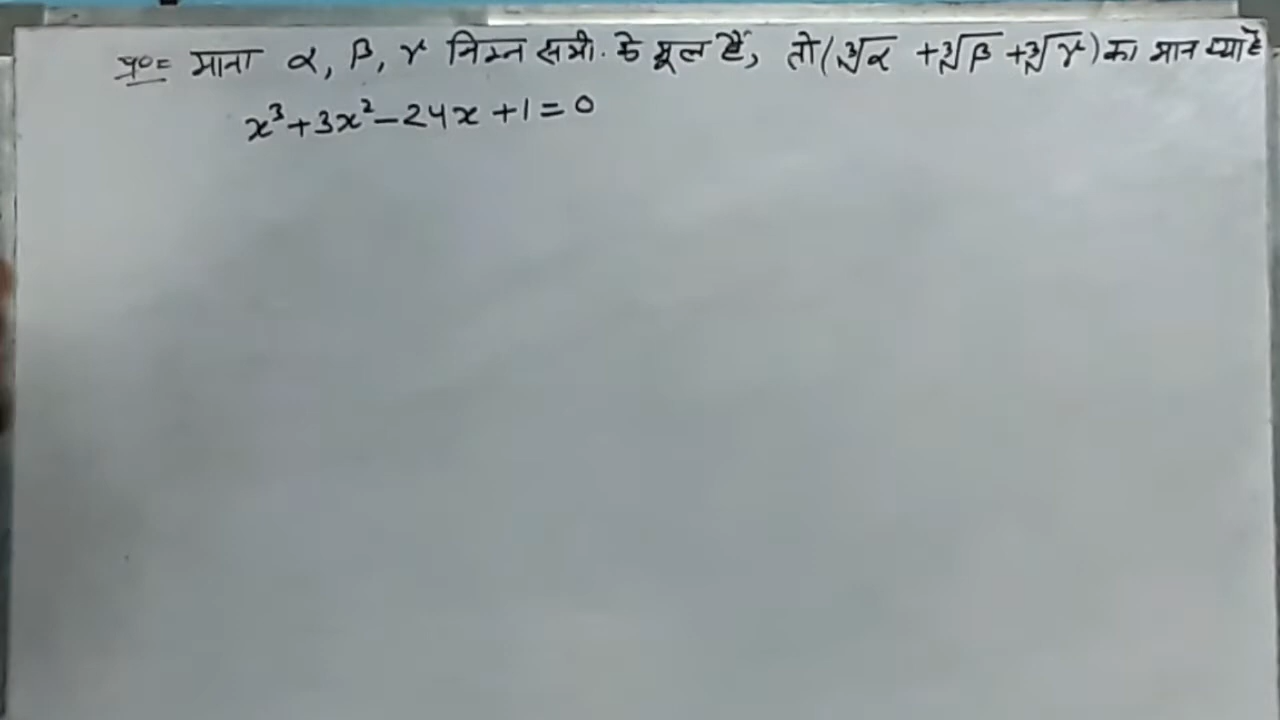 प्र०= माना α, β, γ निम्न समी. के मूल हैं, तो (∛α + ∛β + ∛γ) का मान क्या है
x³+3x²-24x+1=0